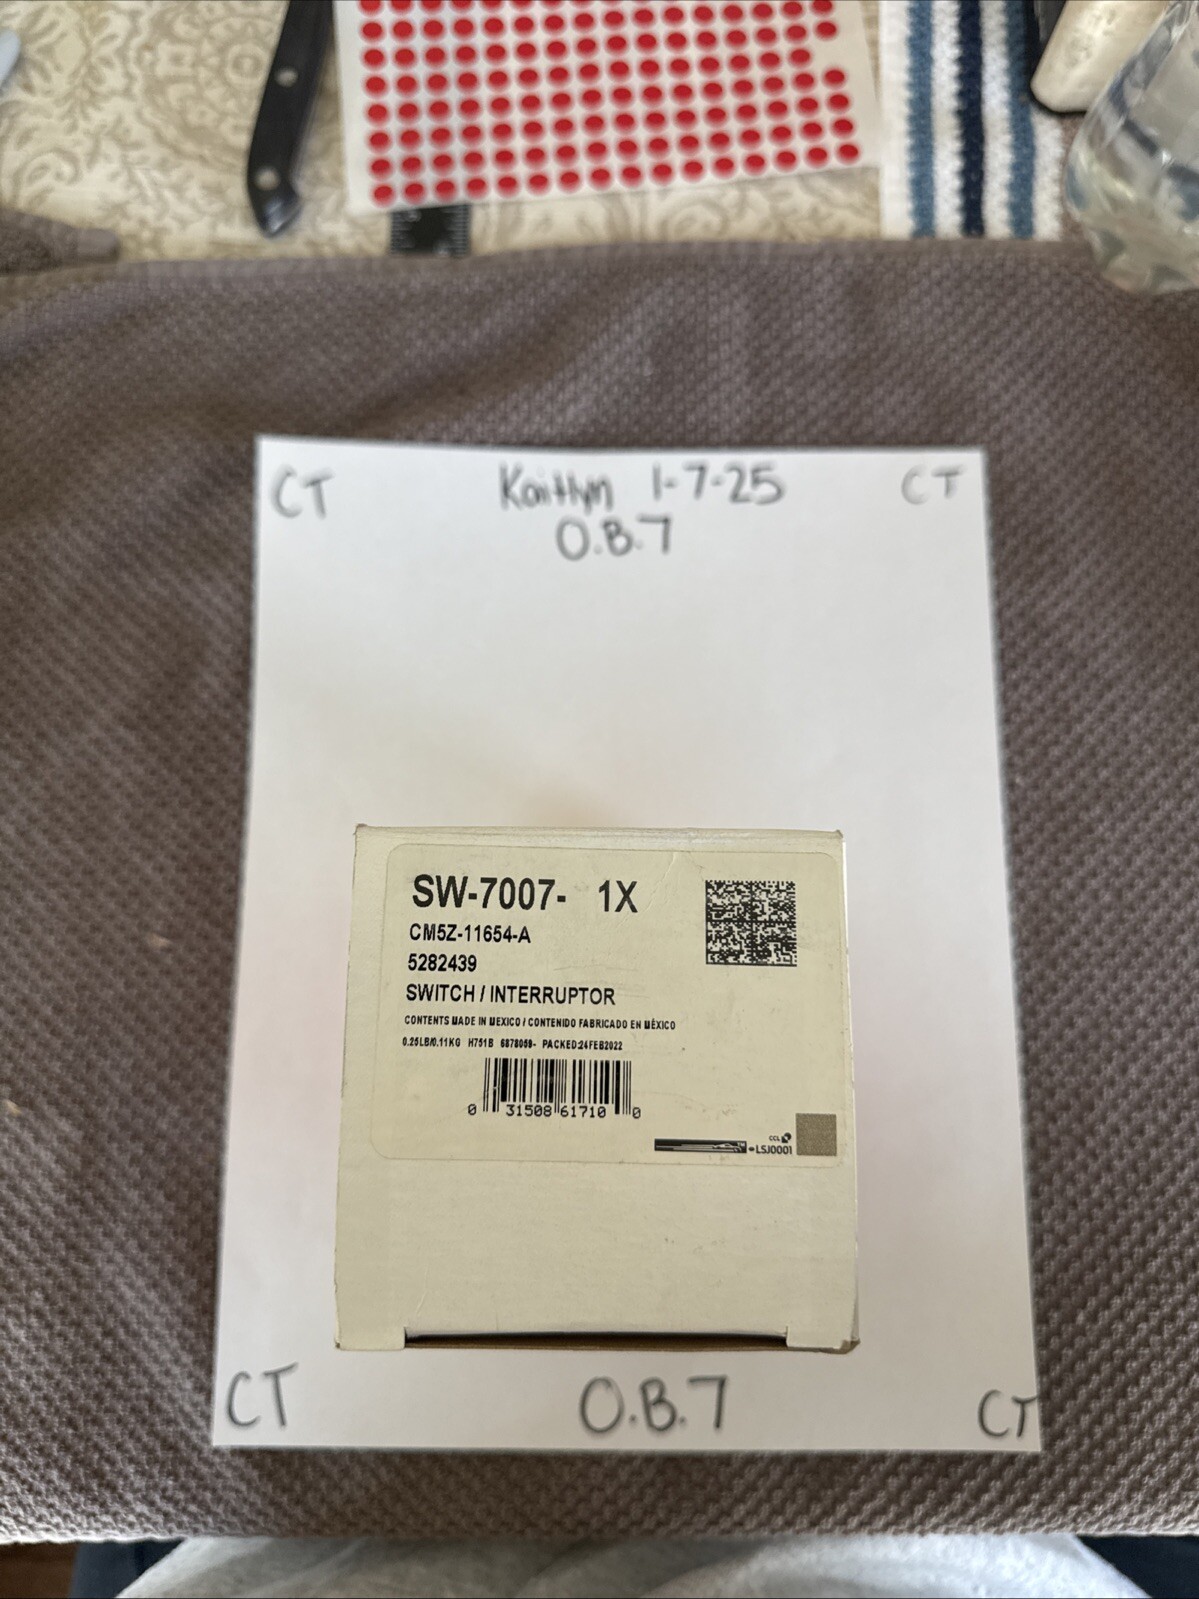 CT Kaitlyn 1-7-25 CT
O.B.7
SW-7007- 1X
CM5Z-11654-A
5282439
SWITCH / INTERRUPTOR
CONTENTS MADE IN MEXICO / CONTENIDO FABRICADO EN MÉXICO
0.25LB/0.11KG H751B 6878059- PACKED:24FEB2022
0 31508 61710 0
CCL
LSJ0001
CT O.B.7 CT